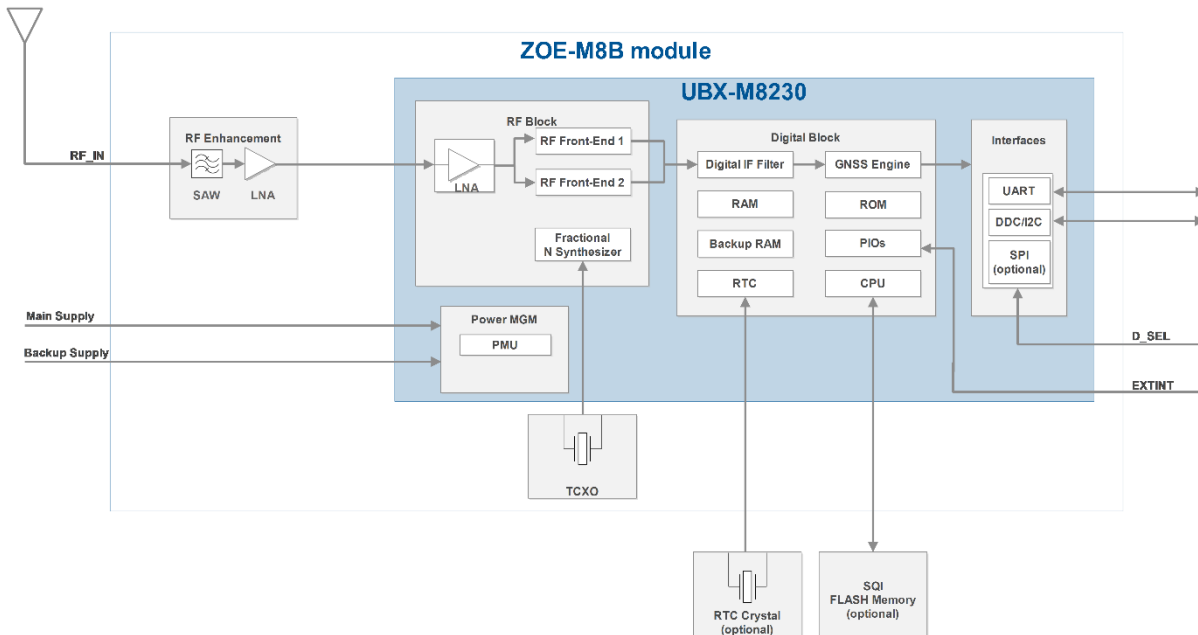 ZOE-M8B module
UBX-M8230
RF Enhancement
RF_IN
SAW
LNA
RF Block
LNA
RF Front-End 1
RF Front-End 2
Fractional
N Synthesizer
Digital Block
Digital IF Filter
GNSS Engine
RAM
ROM
Backup RAM
PIOs
RTC
CPU
Interfaces
UART
DDC/I2C
SPI
(optional)
Main Supply
Backup Supply
Power MGM
PMU
D_SEL
EXTINT
TCXO
RTC Crystal
(optional)
SQI
FLASH Memory
(optional)